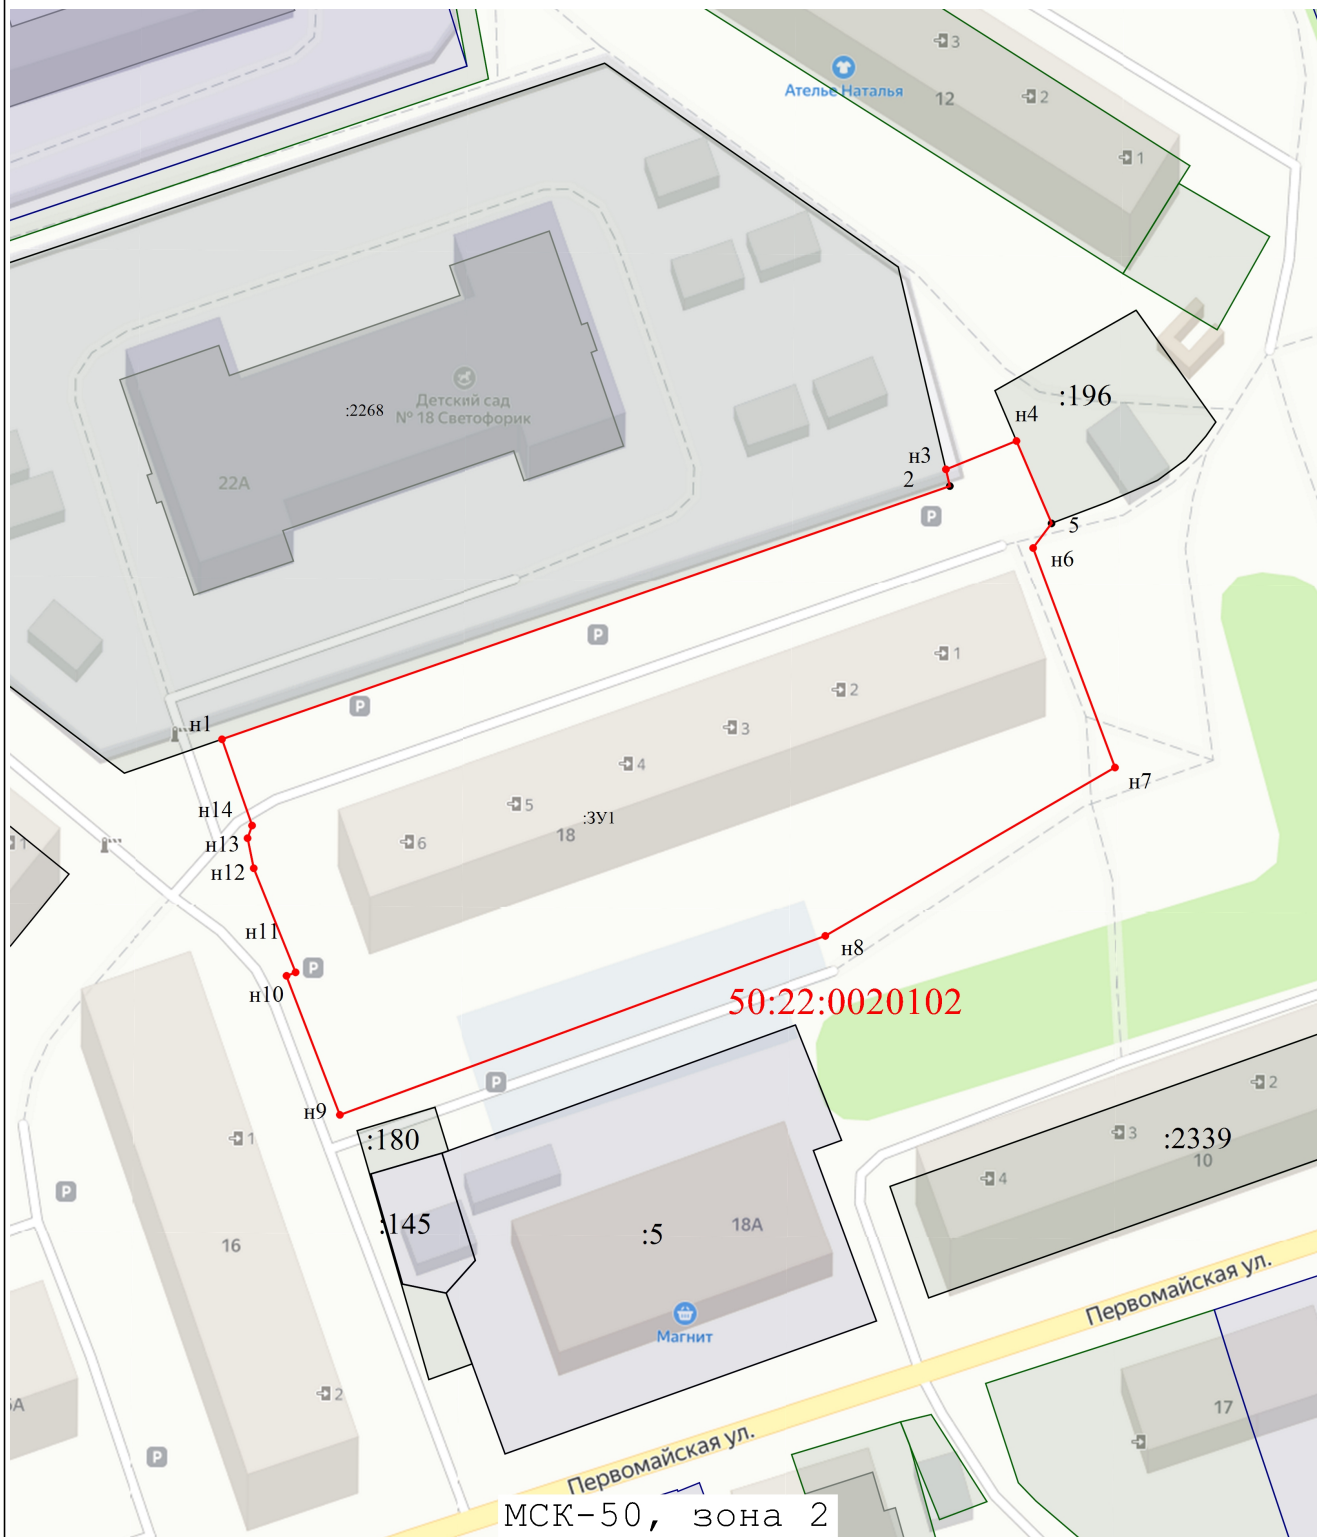 3
Ателье Наталья
12
2
1
:196
Детский сад
№ 18 Светофорик
:2268
н4
н3
2
22А
P
5
н6
P
1
2
P
н1
3
н7
4
н14
5
:ЗУ1
18
н13
6
1
н12
н11
н8
P
н10
50:22:0020102
P
2
н9
3
:2339
1
:180
10
4
P
:145
18А
:5
16
Первомайская ул.
Магнит
2
17
Первомайская ул.
P
МСК-50, зона 2